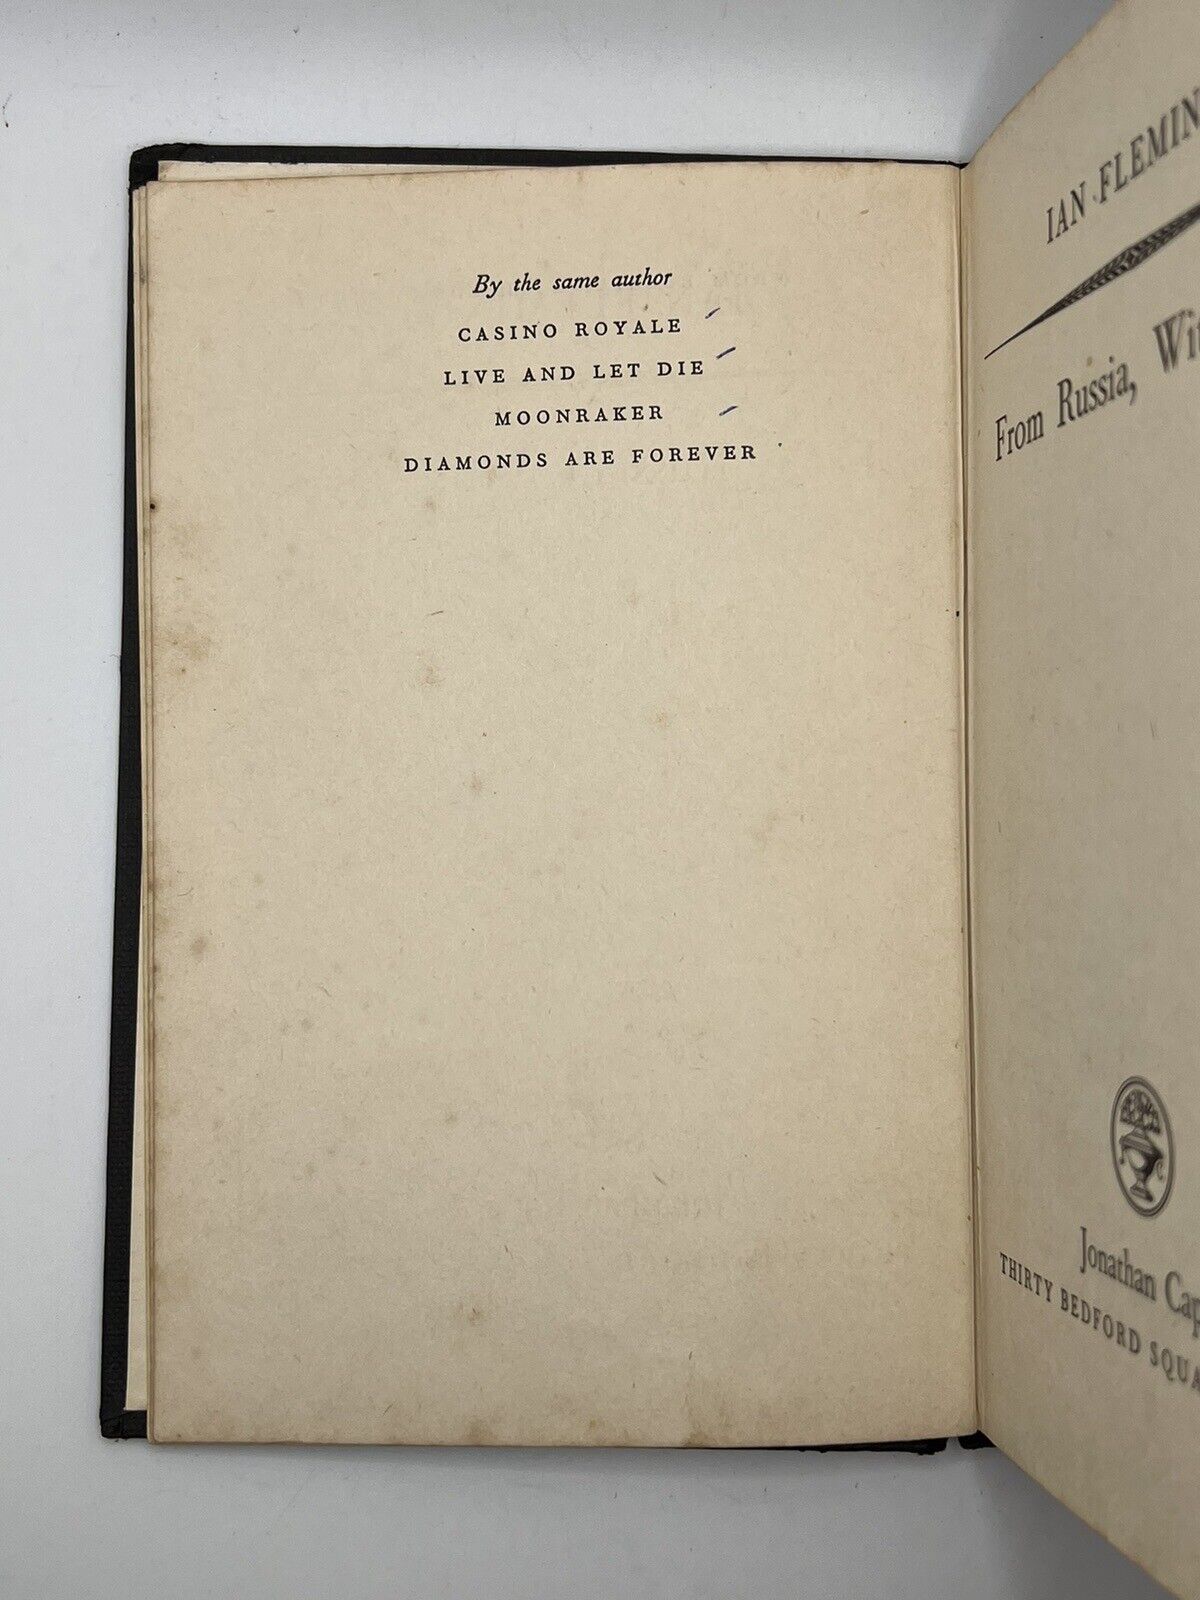 By the same author
CASINO ROYALE
LIVE AND LET DIE
MOONRAKER
DIAMONDS ARE FOREVER
IAN FLEMIN
From Russia, Wi
Jonathan Cap
THIRTY BEDFORD SQUA